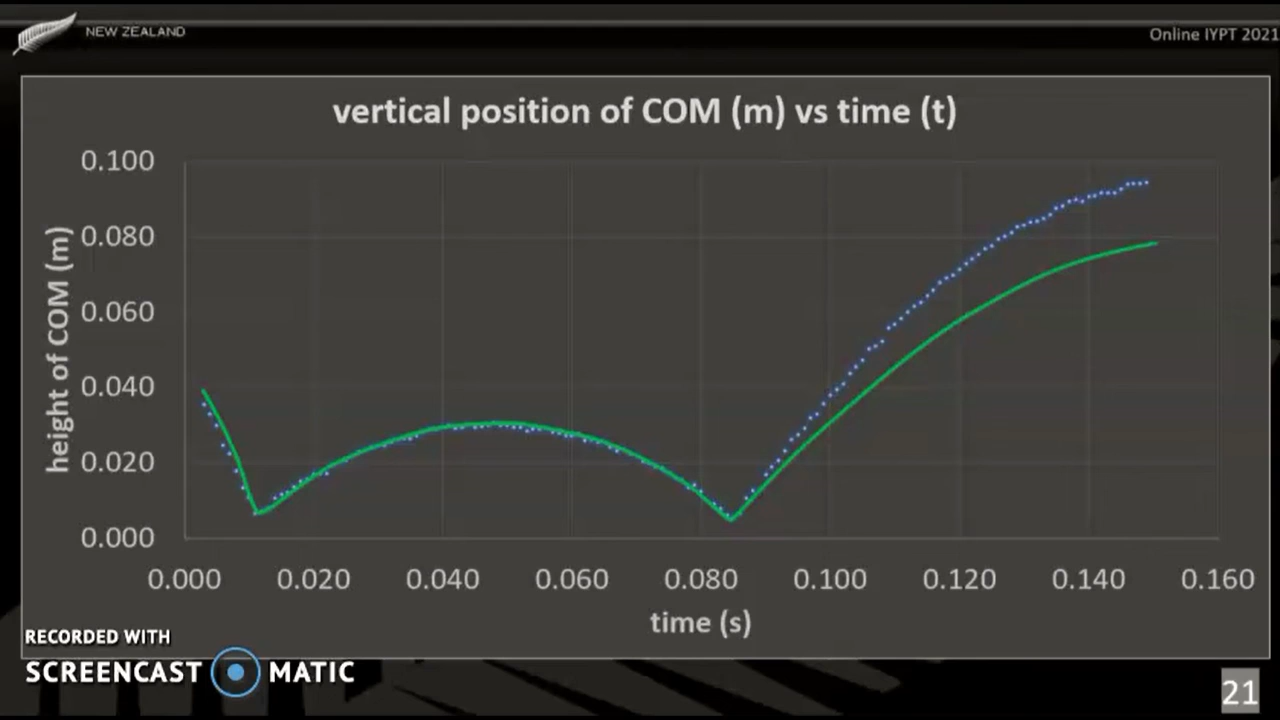 NEW ZEALAND
Online IYPT 2021
vertical position of COM (m) vs time (t)
height of COM (m)
0.100
0.080
0.060
0.040
0.020
0.000
0.000 0.020 0.040 0.060 0.080 0.100 0.120 0.140 0.160
time (s)
RECORDED WITH
SCREENCAST MATIC
21